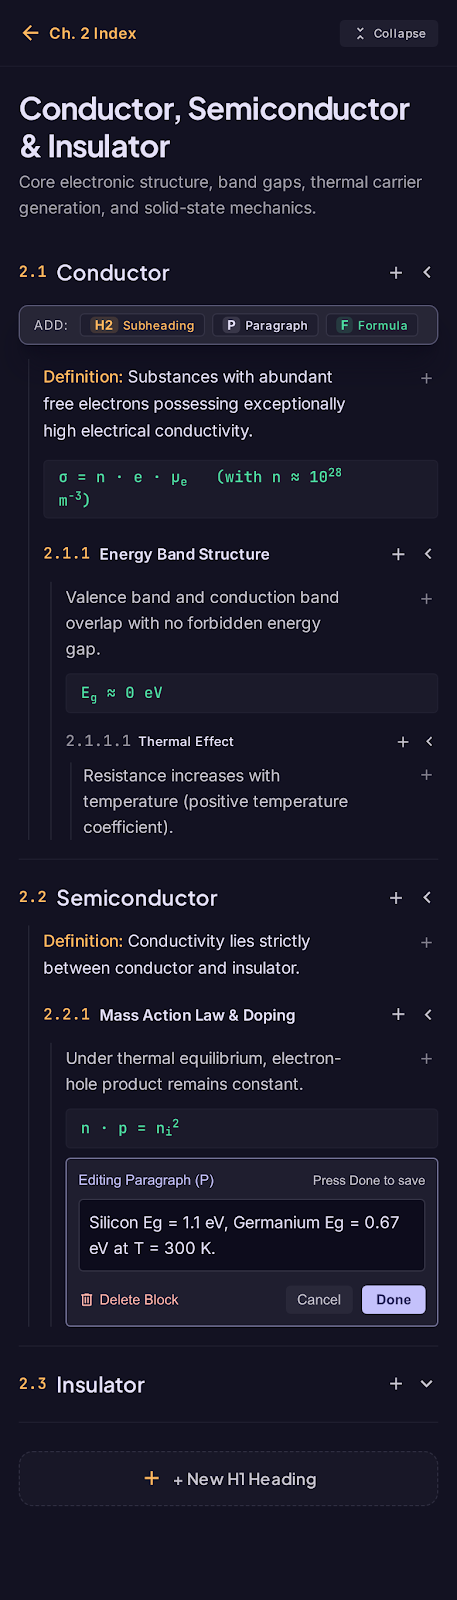 Ch. 2 Index
Collapse
Conductor, Semiconductor
& Insulator
Core electronic structure, band gaps, thermal carrier
generation, and solid-state mechanics.
2.1 Conductor
ADD: H2 Subheading P Paragraph F Formula
Definition: Substances with abundant
free electrons possessing exceptionally
high electrical conductivity.
σ = n · e · μₑ (with n ≈ 10²⁸
m⁻³)
2.1.1 Energy Band Structure
Valence band and conduction band
overlap with no forbidden energy
gap.
E_g ≈ 0 eV
2.1.1.1 Thermal Effect
Resistance increases with
temperature (positive temperature
coefficient).
2.2 Semiconductor
Definition: Conductivity lies strictly
between conductor and insulator.
2.2.1 Mass Action Law & Doping
Under thermal equilibrium, electron-
hole product remains constant.
n · p = nᵢ²
Editing Paragraph (P) Press Done to save
Silicon Eg = 1.1 eV, Germanium Eg = 0.67
eV at T = 300 K.
Delete Block Cancel Done
2.3 Insulator
+ + New H1 Heading